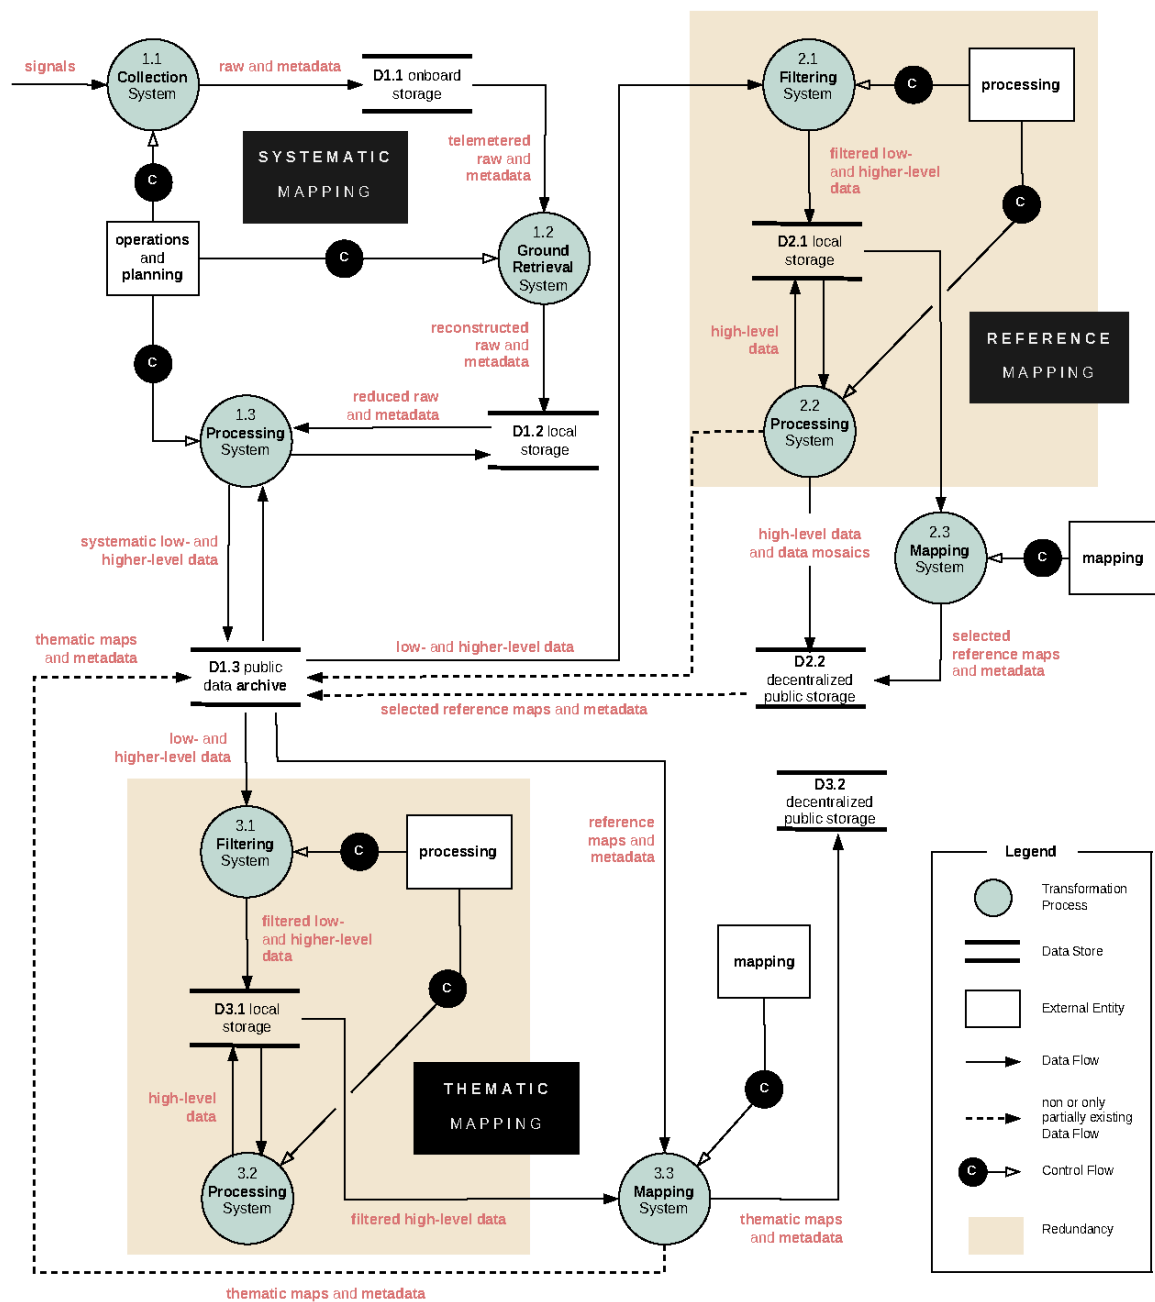 signals
1.1
Collection
System
raw and metadata
D1.1 onboard
storage
SYSTEMATIC
MAPPING
telemetered
raw and
metadata
C
operations
and
planning
C
1.2
Ground
Retrieval
System
C
reconstructed
raw and
metadata
1.3
Processing
System
reduced raw
and metadata
D1.2 local
storage
systematic low- and
higher-level data
thematic maps
and metadata
D1.3 public
data archive
low- and higher-level data
selected reference maps and metadata
2.1
Filtering
System
C
processing
filtered low-
and higher-level
data
C
D2.1 local
storage
high-level
data
REFERENCE
MAPPING
2.2
Processing
System
high-level data
and data mosaics
2.3
Mapping
System
C
mapping
selected
reference maps
and metadata
D2.2
decentralized
public storage
low- and
higher-level data
3.1
Filtering
System
C
processing
filtered low-
and higher-level
data
C
D3.1 local
storage
high-level
data
THEMATIC
MAPPING
3.2
Processing
System
filtered high-level data
reference
maps and
metadata
D3.2
decentralized
public storage
mapping
C
3.3
Mapping
System
thematic maps
and metadata
thematic maps and metadata
Legend
Transformation
Process
Data Store
External Entity
Data Flow
non or only
partially existing
Data Flow
C
Control Flow
Redundancy